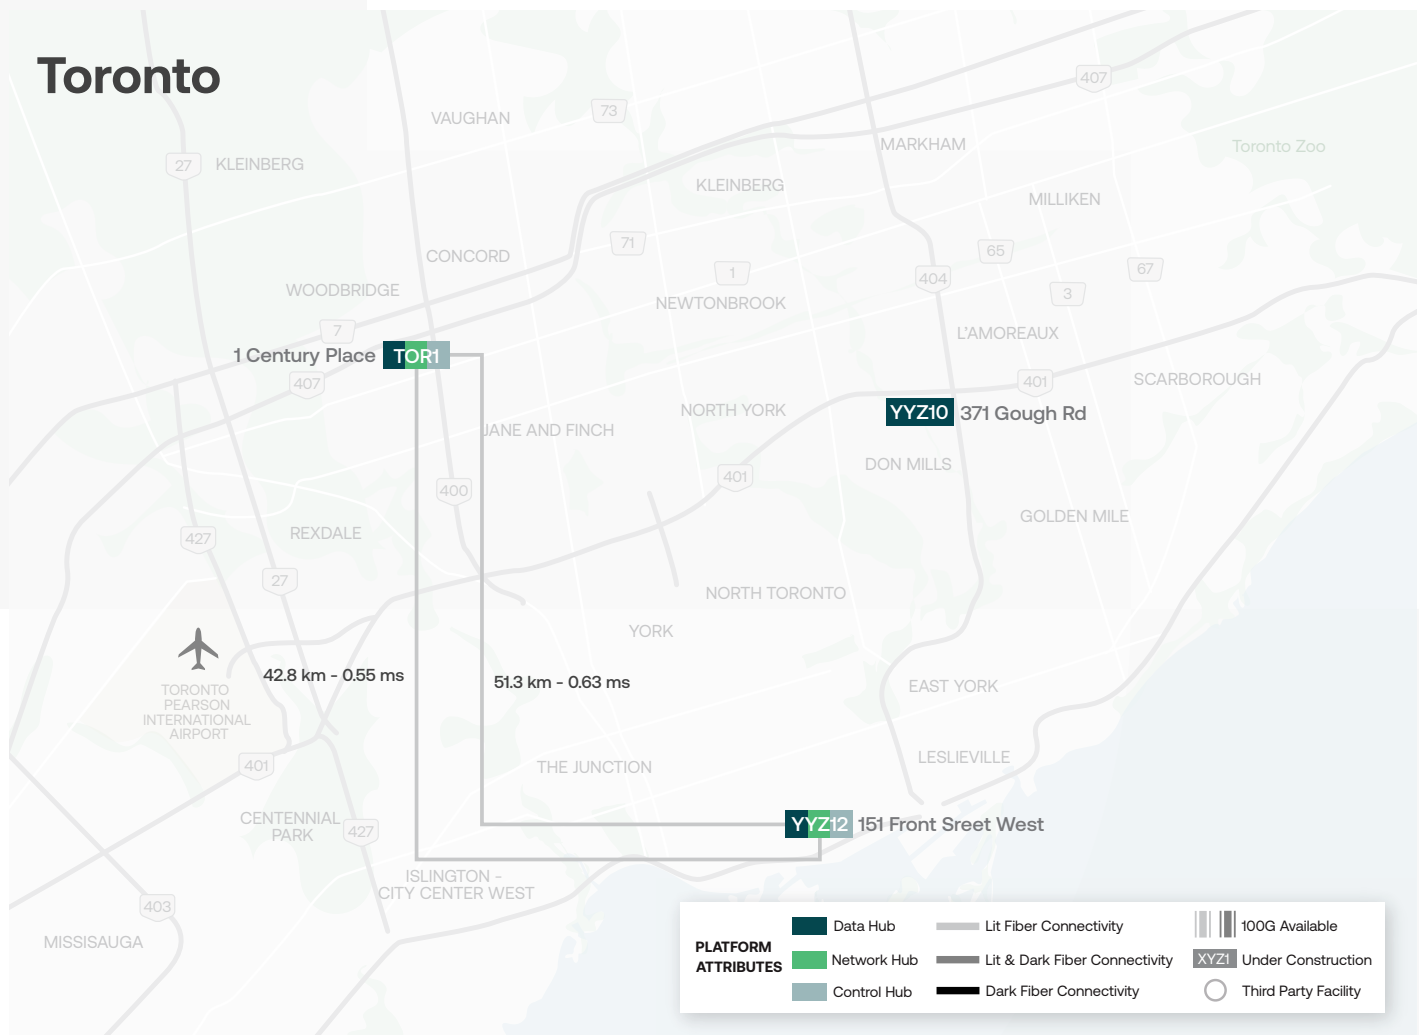 Toronto
407
VAUGHAN
73
MARKHAM
Toronto Zoo
27
KLEINBERG
KLEINBERG
MILLIKEN
71
65
CONCORD
67
1
404
WOODBRIDGE
3
NEWTONBROOK
7
L'AMOREAUX
1 Century Place
TOR1
407
401
SCARBOROUGH
NORTH YORK
YYZ10
371 Gough Rd
JANE AND FINCH
DON MILLS
401
400
GOLDEN MILE
REXDALE
427
27
NORTH TORONTO
YORK
42.8 km - 0.55 ms
51.3 km - 0.63 ms
EAST YORK
TORONTO
PEARSON
INTERNATIONAL
AIRPORT
LESLIEVILLE
401
THE JUNCTION
CENTENNIAL
PARK
427
YYZ12
151 Front Sreet West
ISLINGTON -
CITY CENTER WEST
403
MISSISAUGA
PLATFORM
ATTRIBUTES
Data Hub
Network Hub
Control Hub
Lit Fiber Connectivity
Lit & Dark Fiber Connectivity
Dark Fiber Connectivity
100G Available
XYZ1
Under Construction
Third Party Facility